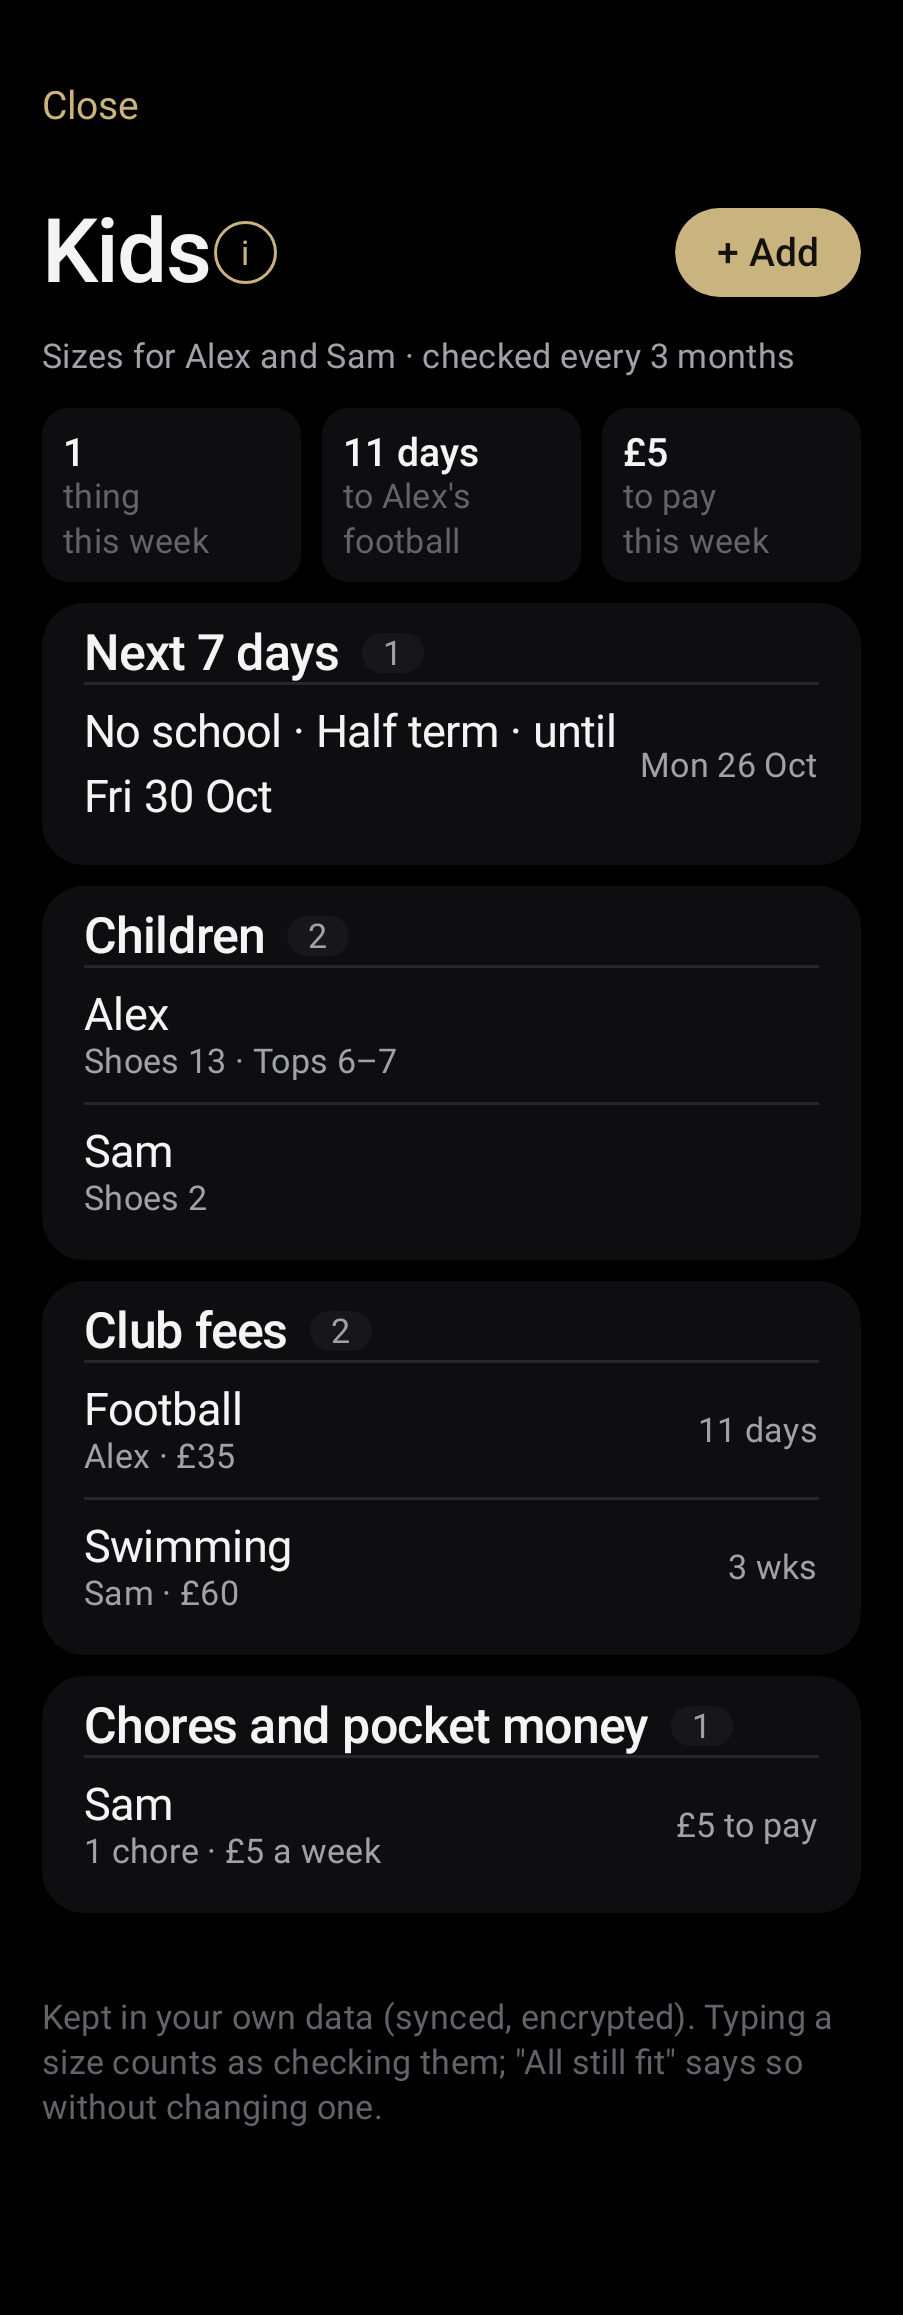 Close
Kids i
+ Add
Sizes for Alex and Sam · checked every 3 months
1
thing
this week
11 days
to Alex's
football
£5
to pay
this week
Next 7 days 1
No school · Half term · until
Fri 30 Oct
Mon 26 Oct
Children 2
Alex
Shoes 13 · Tops 6–7
Sam
Shoes 2
Club fees 2
Football
Alex · £35
11 days
Swimming
Sam · £60
3 wks
Chores and pocket money 1
Sam
1 chore · £5 a week
£5 to pay
Kept in your own data (synced, encrypted). Typing a
size counts as checking them; "All still fit" says so
without changing one.